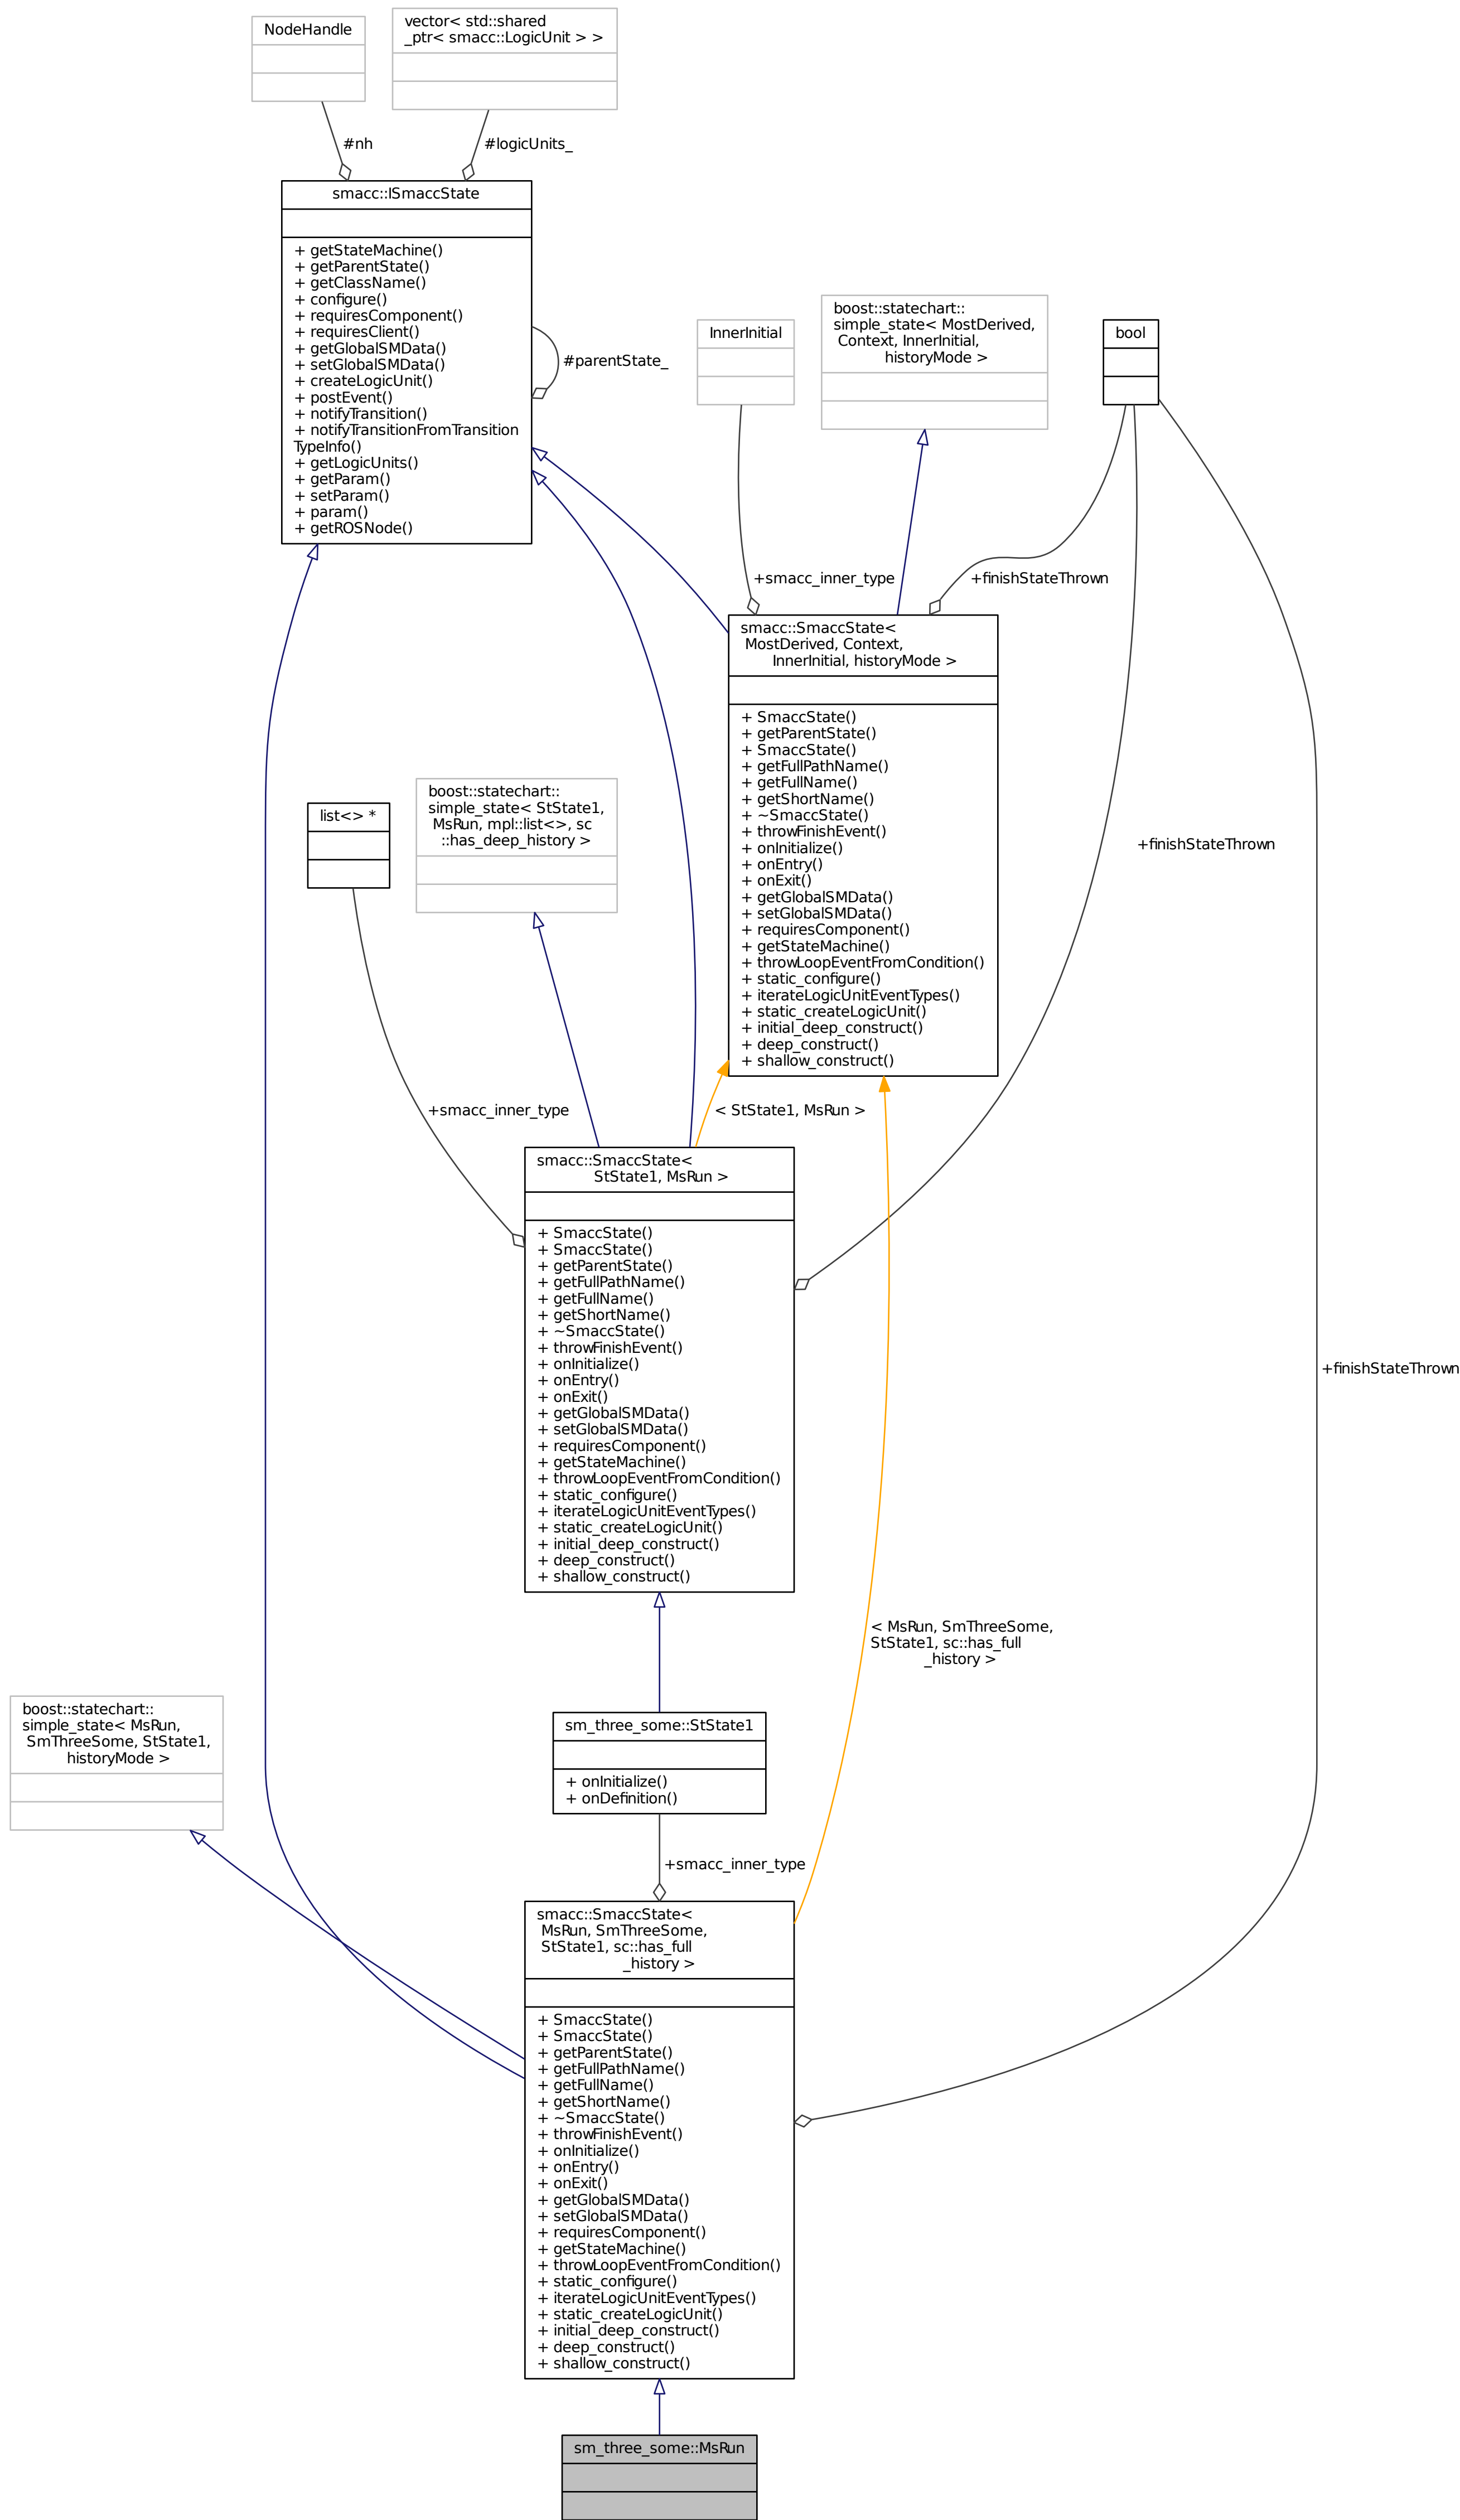 NodeHandle
vector< std::shared
_ptr< smacc::LogicUnit > >
#nh
#logicUnits_
smacc::ISmaccState
+ getStateMachine()
+ getParentState()
+ getClassName()
+ configure()
+ requiresComponent()
+ requiresClient()
+ getGlobalSMData()
+ setGlobalSMData()
+ createLogicUnit()
+ postEvent()
+ notifyTransition()
+ notifyTransitionFromTransition
TypeInfo()
+ getLogicUnits()
+ getParam()
+ setParam()
+ param()
+ getROSNode()
#parentState_
InnerInitial
boost::statechart::
simple_state< MostDerived,
Context, InnerInitial,
historyMode >
bool
+smacc_inner_type
+finishStateThrown
smacc::SmaccState<
MostDerived, Context,
InnerInitial, historyMode >
+ SmaccState()
+ getParentState()
+ SmaccState()
+ getFullPathName()
+ getFullName()
+ getShortName()
+ ~SmaccState()
+ throwFinishEvent()
+ onInitialize()
+ onEntry()
+ onExit()
+ getGlobalSMData()
+ setGlobalSMData()
+ requiresComponent()
+ getStateMachine()
+ throwLoopEventFromCondition()
+ static_configure()
+ iterateLogicUnitEventTypes()
+ static_createLogicUnit()
+ initial_deep_construct()
+ deep_construct()
+ shallow_construct()
list<> *
boost::statechart::
simple_state< StState1,
MsRun, mpl::list<>, sc
::has_deep_history >
+finishStateThrown
+smacc_inner_type
< StState1, MsRun >
smacc::SmaccState<
StState1, MsRun >
+ SmaccState()
+ SmaccState()
+ getParentState()
+ getFullPathName()
+ getFullName()
+ getShortName()
+ ~SmaccState()
+ throwFinishEvent()
+ onInitialize()
+ onEntry()
+ onExit()
+ getGlobalSMData()
+ setGlobalSMData()
+ requiresComponent()
+ getStateMachine()
+ throwLoopEventFromCondition()
+ static_configure()
+ iterateLogicUnitEventTypes()
+ static_createLogicUnit()
+ initial_deep_construct()
+ deep_construct()
+ shallow_construct()
+finishStateThrown
< MsRun, SmThreeSome,
StState1, sc::has_full
_history >
boost::statechart::
simple_state< MsRun,
SmThreeSome, StState1,
historyMode >
sm_three_some::StState1
+ onInitialize()
+ onDefinition()
+smacc_inner_type
smacc::SmaccState<
MsRun, SmThreeSome,
StState1, sc::has_full
_history >
+ SmaccState()
+ SmaccState()
+ getParentState()
+ getFullPathName()
+ getFullName()
+ getShortName()
+ ~SmaccState()
+ throwFinishEvent()
+ onInitialize()
+ onEntry()
+ onExit()
+ getGlobalSMData()
+ setGlobalSMData()
+ requiresComponent()
+ getStateMachine()
+ throwLoopEventFromCondition()
+ static_configure()
+ iterateLogicUnitEventTypes()
+ static_createLogicUnit()
+ initial_deep_construct()
+ deep_construct()
+ shallow_construct()
sm_three_some::MsRun